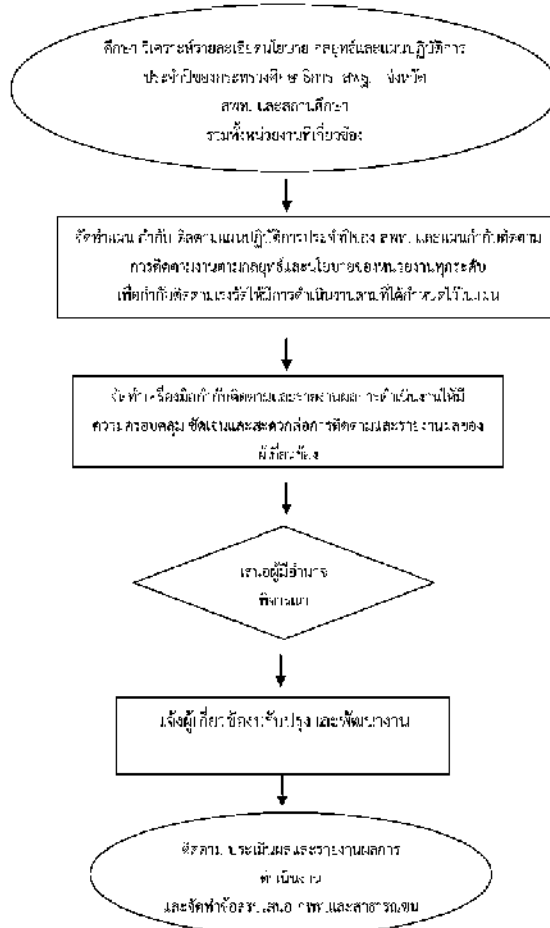 ศึกษา วิเคราะห์รายละเอียดนโยบาย กลยุทธ์และแผนปฏิบัติการ
ประจำปีของกระทรวงศึกษาธิการ สพฐ. จังหวัด
สพท. และสถานศึกษา
รวมทั้งหน่วยงานที่เกี่ยวข้อง
จัดทำแผน กำกับ ติดตามแผนปฏิบัติการประจำปีของ สพท. และแผนกำกับติดตาม
การติดตามงานตามกลยุทธ์และนโยบายของหน่วยงานทุกระดับ
เพื่อกำกับติดตามเร่งรัดให้มีการดำเนินงานตามที่ได้กำหนดไว้ในแผน
จัดทำเครื่องมือกำกับติดตามและรายงานผลการดำเนินงานให้มี
ความครอบคลุม ชัดเจนและสะดวกต่อการติดตามและรายงานผลของ
ผู้เกี่ยวข้อง
เสนอผู้มีอำนาจ
พิจารณา
แจ้งผู้เกี่ยวข้องปรับปรุง และพัฒนางาน
ติดตาม ประเมินผลและรายงานผลการ
ดำเนินงาน
และจัดทำข้อ เสนอ และสาธารณชน